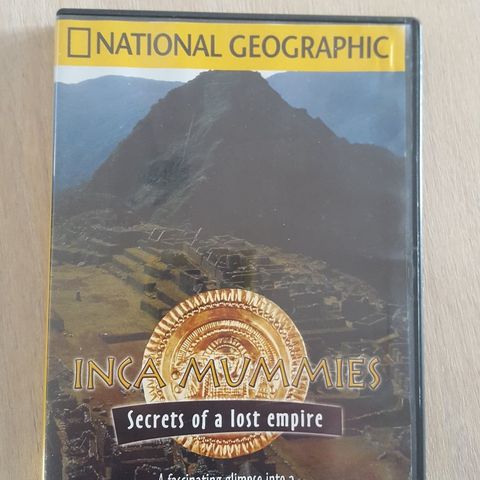 NATIONAL GEOGRAPHIC
INCA MUMMIES
Secrets of a lost empire
A fascinating glimpse into a